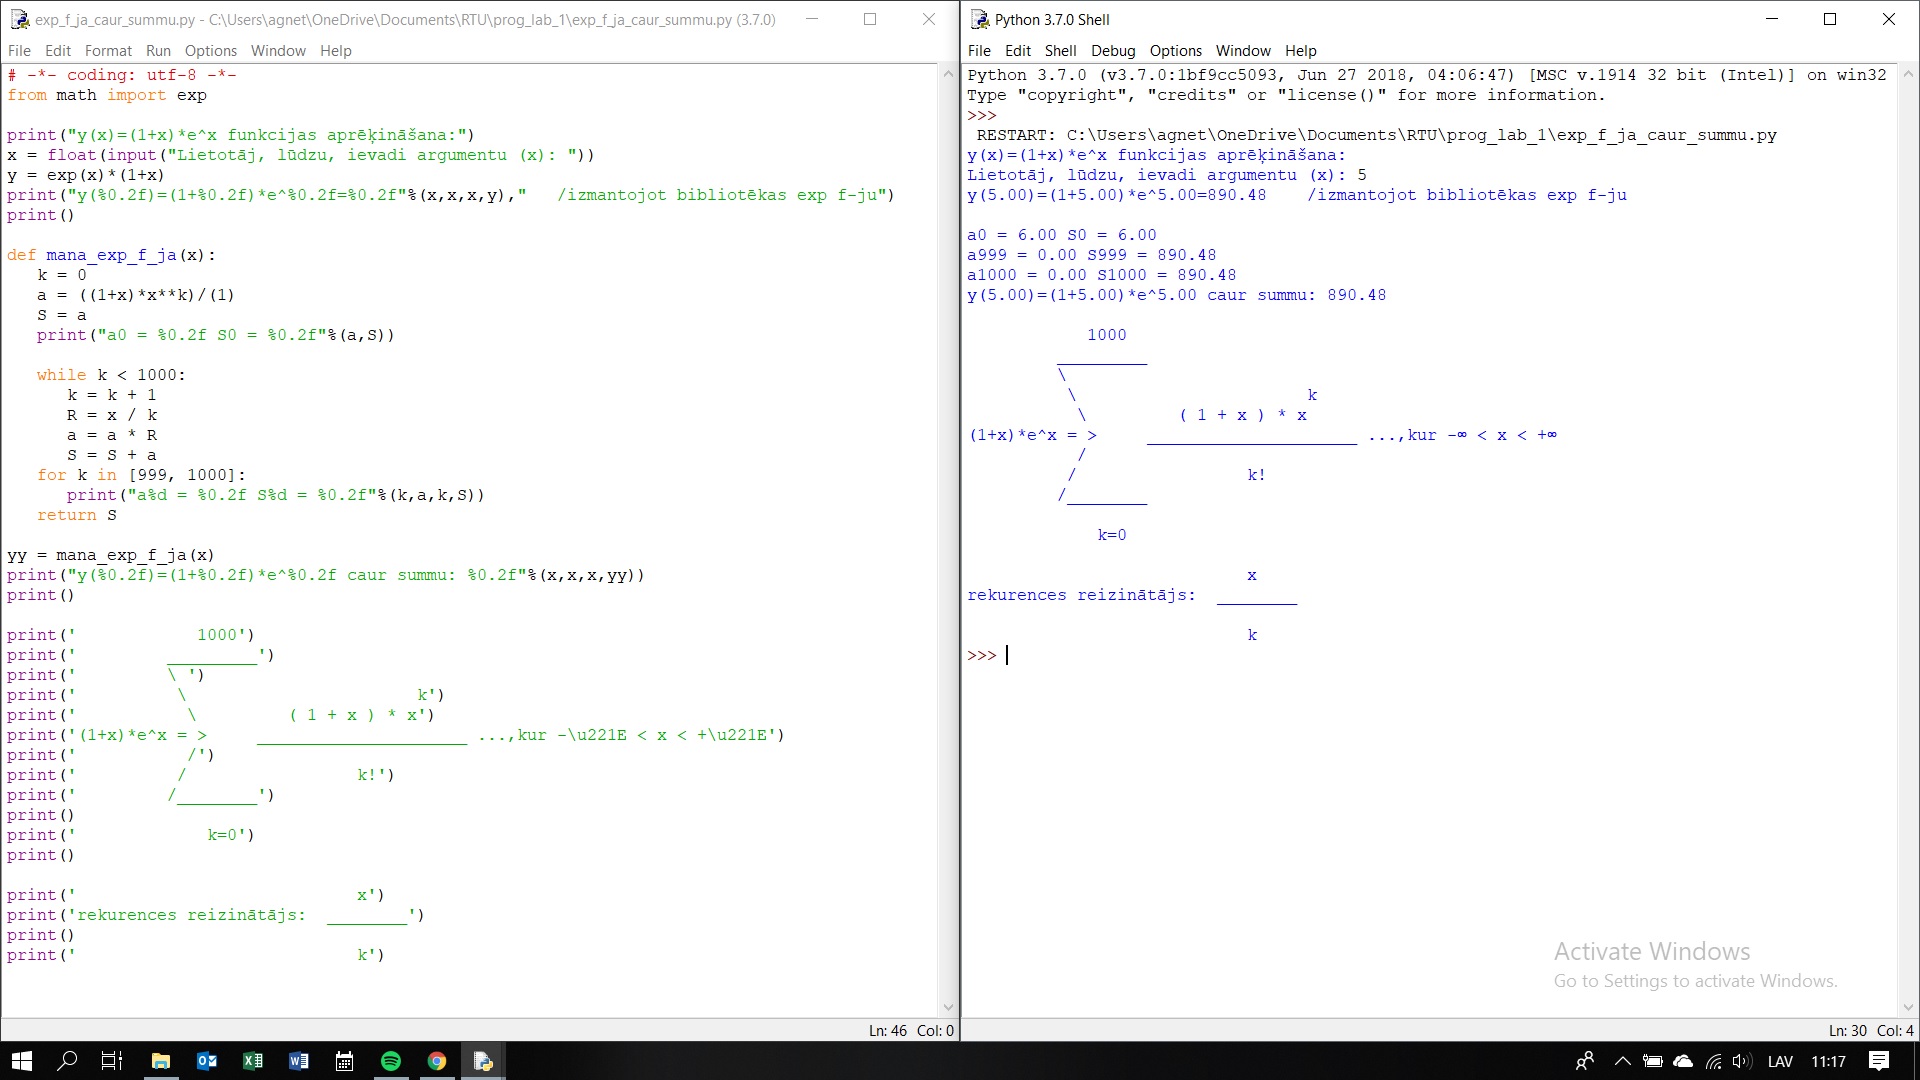 exp_f_ja_caur_summu.py - C:\Users\agnet\OneDrive\Documents\RTU\prog_lab_1\exp_f_ja_caur_summu.py (3.7.0)
File Edit Format Run Options Window Help
# -*- coding: utf-8 -*-
from math import exp

print("y(x)=(1+x)*e^x funkcijas aprēķināšana:")
x = float(input("Lietotāj, lūdzu, ievadi argumentu (x): "))
y = exp(x)*(1+x)
print("y(%0.2f)=(1+%0.2f)*e^%0.2f=%0.2f"%(x,x,x,y),"   /izmantojot bibliotēkas exp f-ju")
print()

def mana_exp_f_ja(x):
   k = 0
   a = ((1+x)*x**k)/(1)
   S = a
   print("a0 = %0.2f S0 = %0.2f"%(a,S))

   while k < 1000:
      k = k + 1
      R = x / k
      a = a * R
      S = S + a
   for k in [999, 1000]:
      print("a%d = %0.2f S%d = %0.2f"%(k,a,k,S))
   return S

yy = mana_exp_f_ja(x)
print("y(%0.2f)=(1+%0.2f)*e^%0.2f caur summu: %0.2f"%(x,x,x,yy))
print()

print('            1000')
print('         _________')
print('         \ ')
print('          \                       k')
print('           \         ( 1 + x ) * x')
print('(1+x)*e^x = >     _____________________ ...,kur -\u221E < x < +\u221E')
print('           /')
print('          /                 k!')
print('         /________')
print()
print('             k=0')
print()

print('                            x')
print('rekurences reizinātājs:  ________')
print()
print('                            k')
Ln: 46 Col: 0
Python 3.7.0 Shell
File Edit Shell Debug Options Window Help
Python 3.7.0 (v3.7.0:1bf9cc5093, Jun 27 2018, 04:06:47) [MSC v.1914 32 bit (Intel)] on win32
Type "copyright", "credits" or "license()" for more information.
>>>
 RESTART: C:\Users\agnet\OneDrive\Documents\RTU\prog_lab_1\exp_f_ja_caur_summu.py
y(x)=(1+x)*e^x funkcijas aprēķināšana:
Lietotāj, lūdzu, ievadi argumentu (x): 5
y(5.00)=(1+5.00)*e^5.00=890.48    /izmantojot bibliotēkas exp f-ju

a0 = 6.00 S0 = 6.00
a999 = 0.00 S999 = 890.48
a1000 = 0.00 S1000 = 890.48
y(5.00)=(1+5.00)*e^5.00 caur summu: 890.48

            1000
         _________
         \
          \                       k
           \         ( 1 + x ) * x
(1+x)*e^x = >     _____________________ ...,kur -∞ < x < +∞
           /
          /                 k!
         /________

             k=0

                            x
rekurences reizinātājs:  ________

                            k
>>>
Activate Windows
Go to Settings to activate Windows.
Ln: 30 Col: 4
LAV 11:17